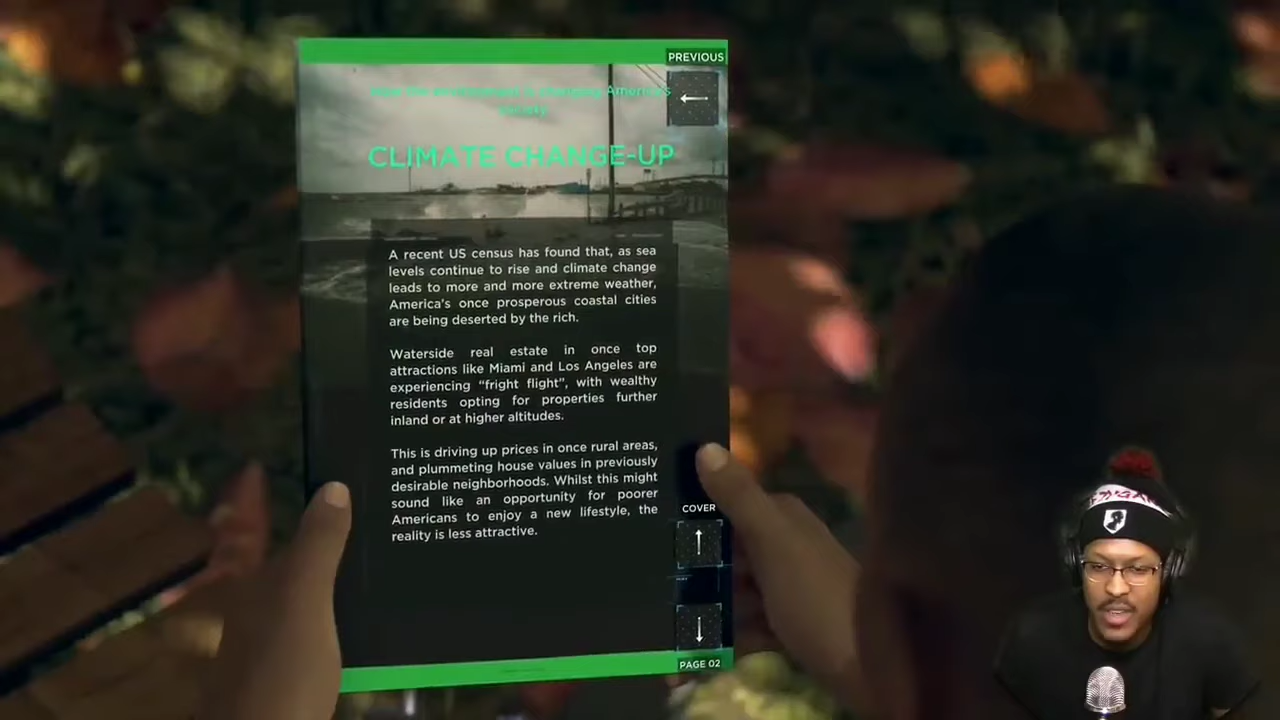 PREVIOUS
America's
society
CLIMATE CHANGE-UP
A recent US census has found that, as sea
levels continue to rise and climate change
leads to more and more extreme weather,
America's once prosperous coastal cities
are being deserted by the rich.
Waterside real estate in once top
attractions like Miami and Los Angeles are
experiencing “fright flight”, with wealthy
residents opting for properties further
inland or at higher altitudes.
This is driving up prices in once rural areas,
and plummeting house values in previously
desirable neighborhoods. Whilst this might
sound like an opportunity for poorer
Americans to enjoy a new lifestyle, the
reality is less attractive.
COVER
PAGE 02